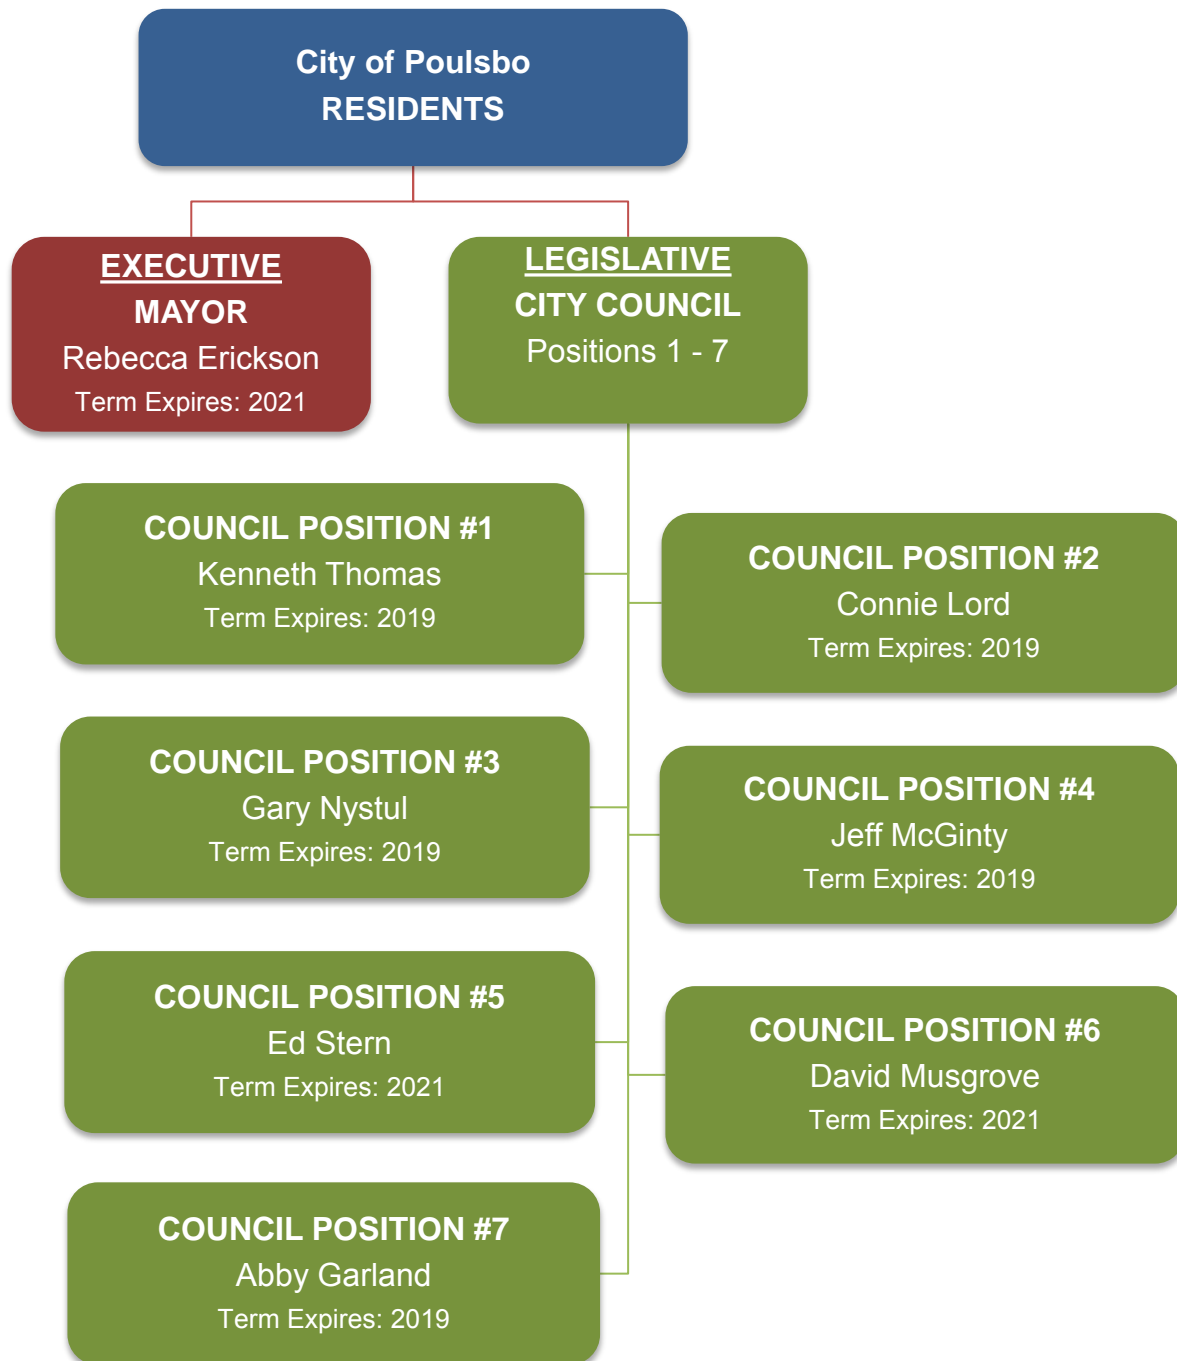 City of Poulsbo
RESIDENTS
EXECUTIVE
MAYOR
Rebecca Erickson
Term Expires: 2021
LEGISLATIVE
CITY COUNCIL
Positions 1 - 7
COUNCIL POSITION #1
Kenneth Thomas
Term Expires: 2019
COUNCIL POSITION #2
Connie Lord
Term Expires: 2019
COUNCIL POSITION #3
Gary Nystul
Term Expires: 2019
COUNCIL POSITION #4
Jeff McGinty
Term Expires: 2019
COUNCIL POSITION #5
Ed Stern
Term Expires: 2021
COUNCIL POSITION #6
David Musgrove
Term Expires: 2021
COUNCIL POSITION #7
Abby Garland
Term Expires: 2019